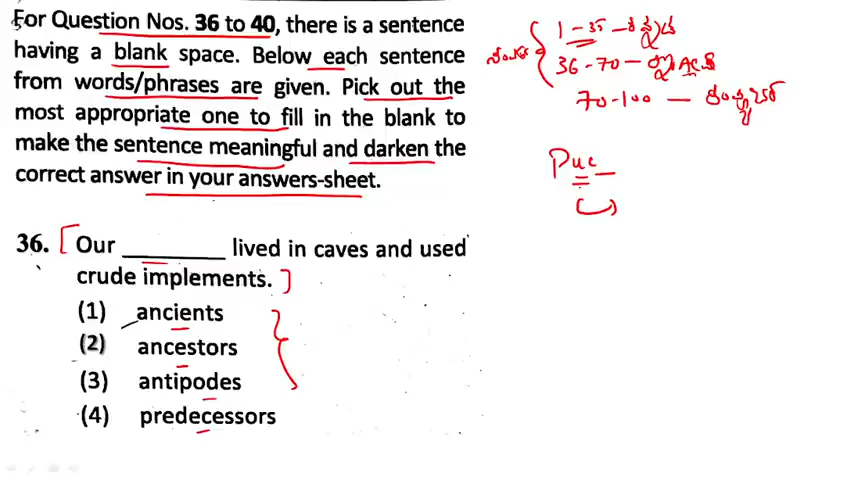 For Question Nos. 36 to 40, there is a sentence
having a blank space. Below each sentence
from words/phrases are given. Pick out the
most appropriate one to fill in the blank to
make the sentence meaningful and darken the
correct answer in your answers-sheet.
36. Our ________ lived in caves and used
crude implements.
(1) ancients
(2) ancestors
(3) antipodes
(4) predecessors
1 - 35 - ಕನ್ನಡ
36-70 -
70-100 -
Puc